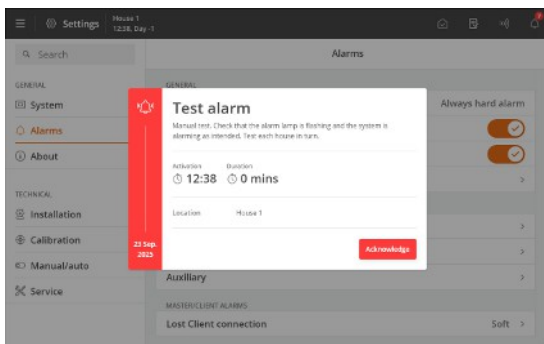 Settings
House 1
12:38, Day -1
Search
Alarms
GENERAL
System
Alarms
About
TECHNICAL
Installation
Calibration
Manual/auto
Service
GENERAL
Always hard alarm
Test alarm
Manual test. Check that the alarm lamp is flashing and the system is
alarming as intended. Test each house in turn.
Activation
Duration
12:38
0 mins
Location
House 1
23 Sep.
2025
Acknowledge
Auxiliary
MASTER/CLIENT ALARMS
Lost Client connection
Soft